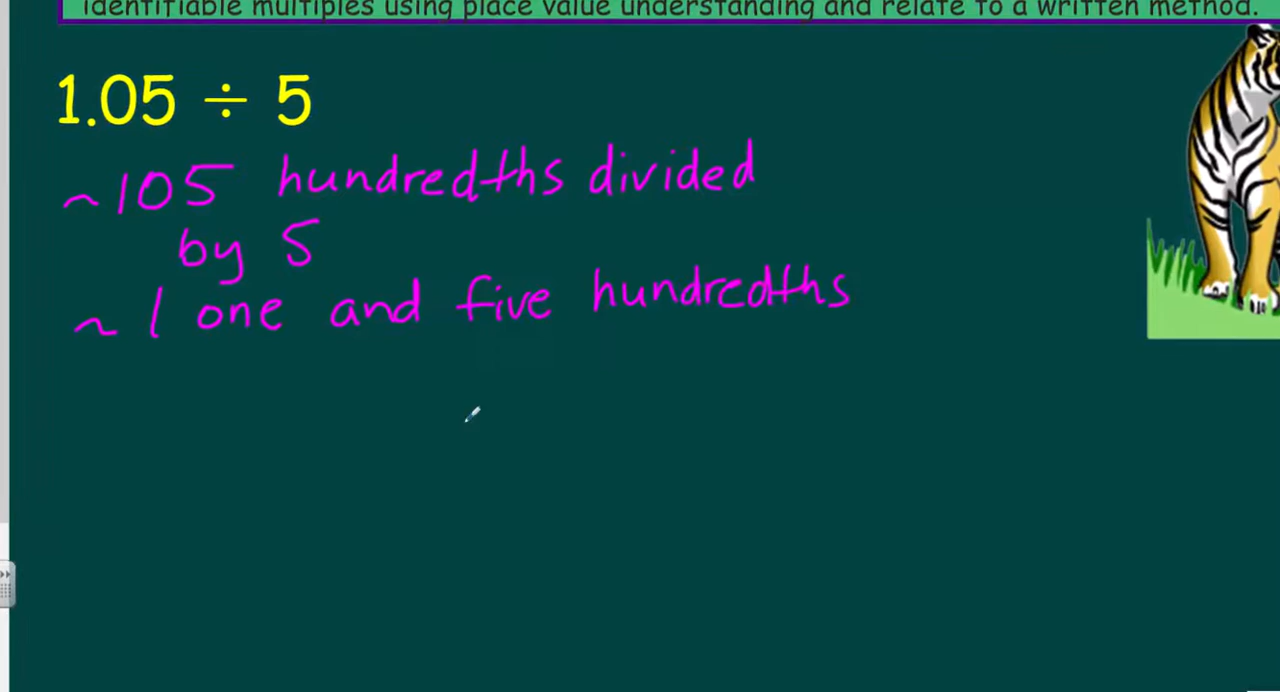 identifiable multiples using place value understanding and relate to a written method.
1.05 ÷ 5
~105 hundredths divided
by 5
~ 1 one and five hundredths